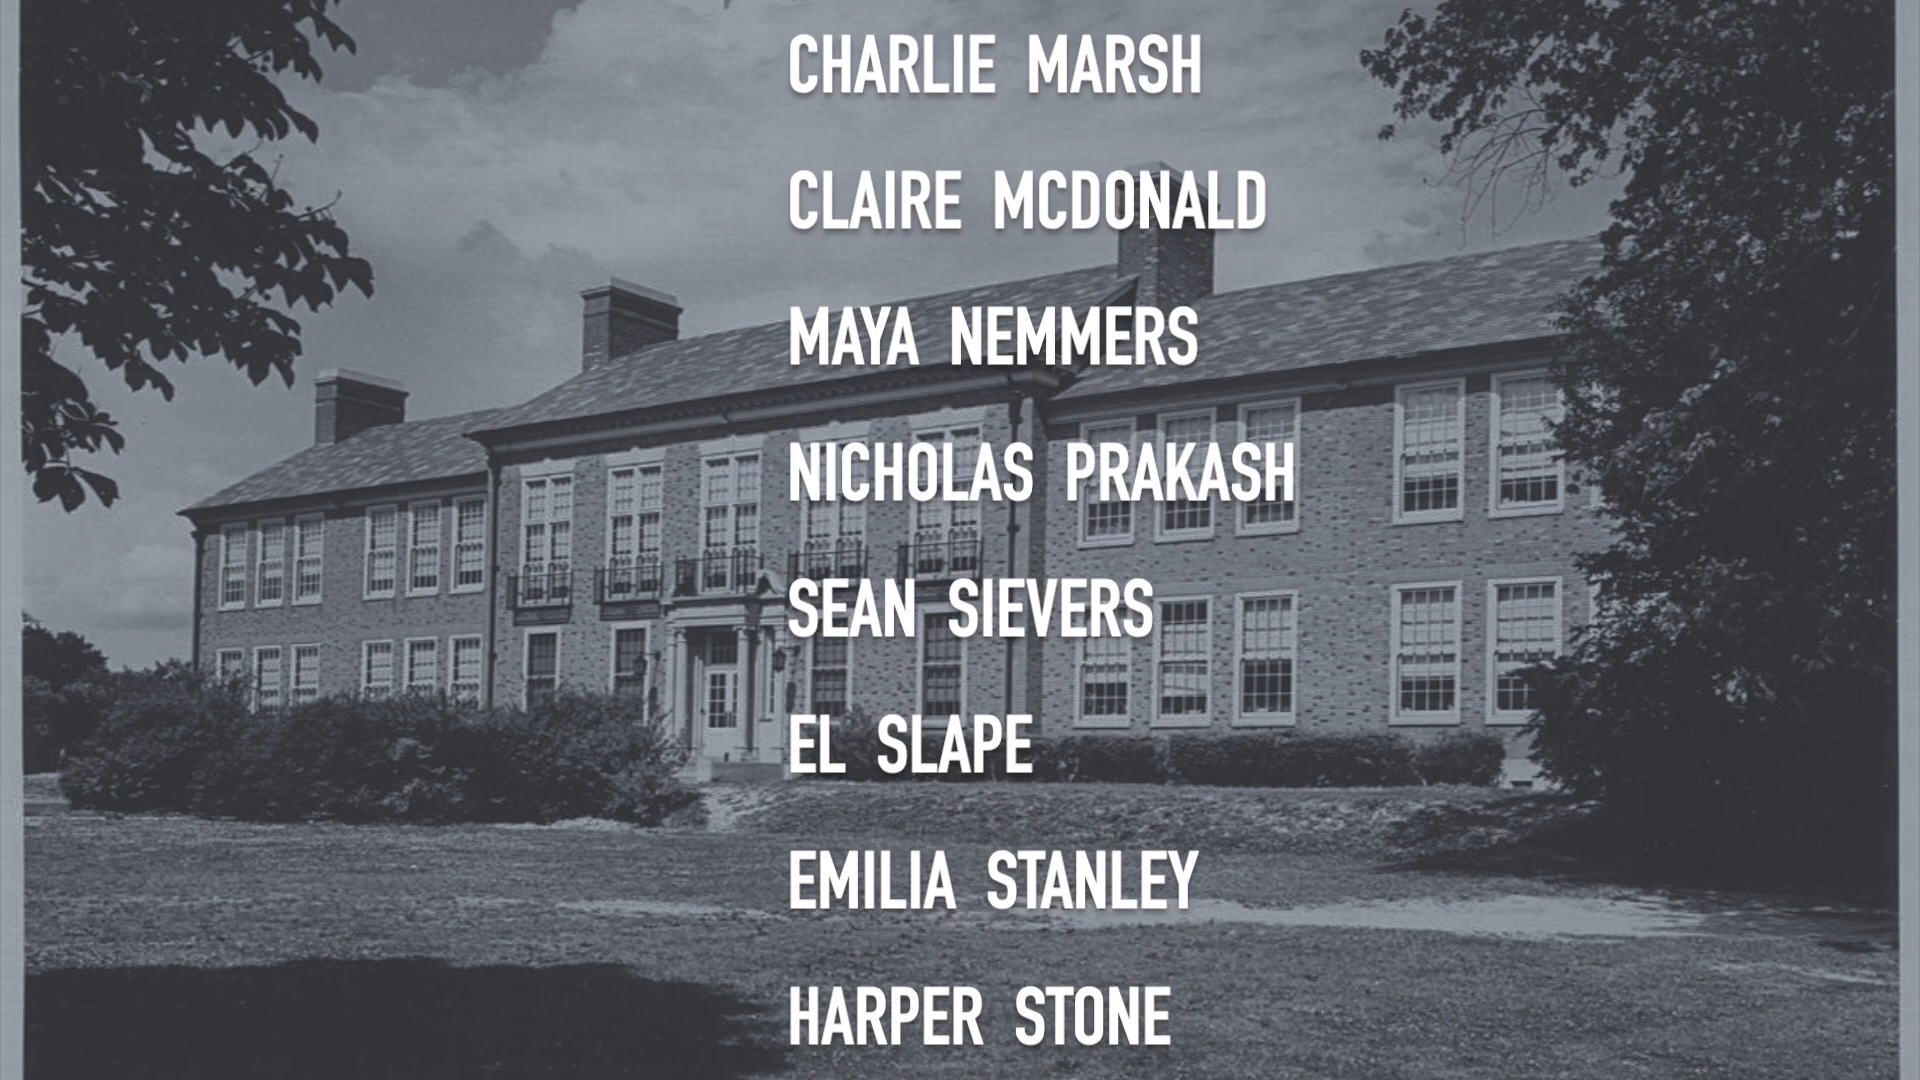 CHARLIE MARSH
CLAIRE MCDONALD
MAYA NEMMERS
NICHOLAS PRAKASH
SEAN SIEVERS
EL SLAPE
EMILIA STANLEY
HARPER STONE